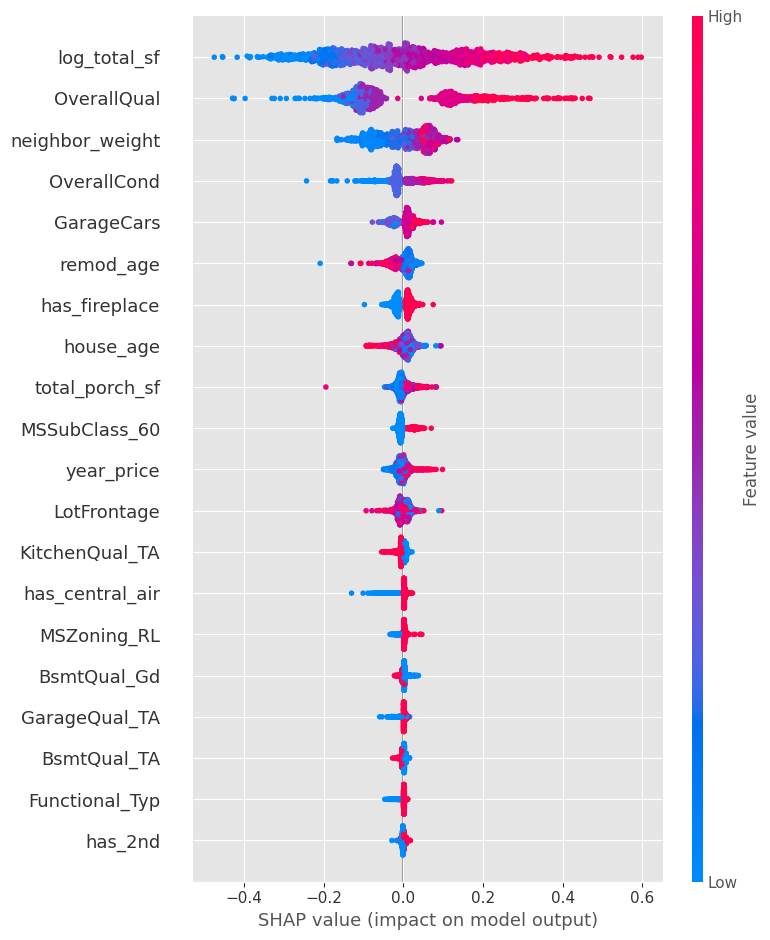 High
log_total_sf
OverallQual
neighbor_weight
OverallCond
GarageCars
remod_age
has_fireplace
house_age
total_porch_sf
MSSubClass_60
year_price
LotFrontage
KitchenQual_TA
has_central_air
MSZoning_RL
BsmtQual_Gd
GarageQual_TA
BsmtQual_TA
Functional_Typ
has_2nd
Feature value
Low
−0.4 −0.2 0.0 0.2 0.4 0.6
SHAP value (impact on model output)